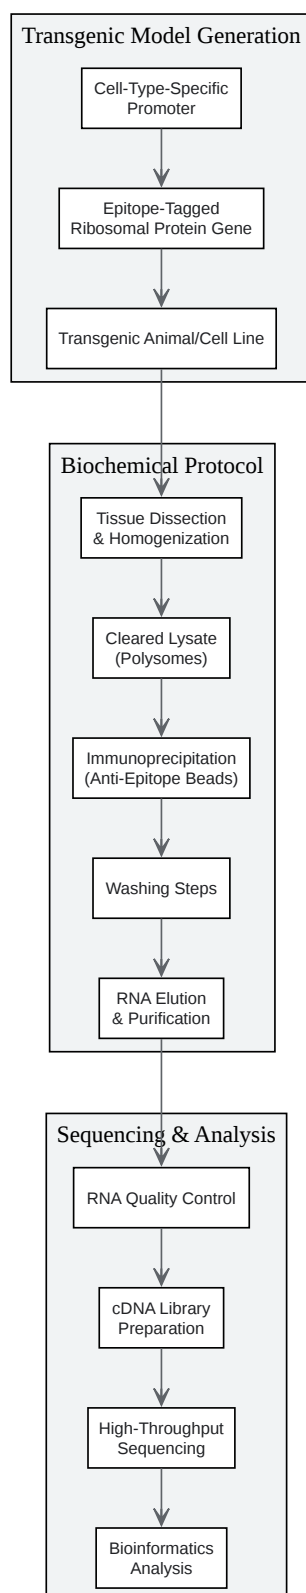 Transgenic Model Generation
Cell-Type-Specific
Promoter
Epitope-Tagged
Ribosomal Protein Gene
Transgenic Animal/Cell Line
Biochemical Protocol
Tissue Dissection
& Homogenization
Cleared Lysate
(Polysomes)
Immunoprecipitation
(Anti-Epitope Beads)
Washing Steps
RNA Elution
& Purification
Sequencing & Analysis
RNA Quality Control
cDNA Library
Preparation
High-Throughput
Sequencing
Bioinformatics
Analysis